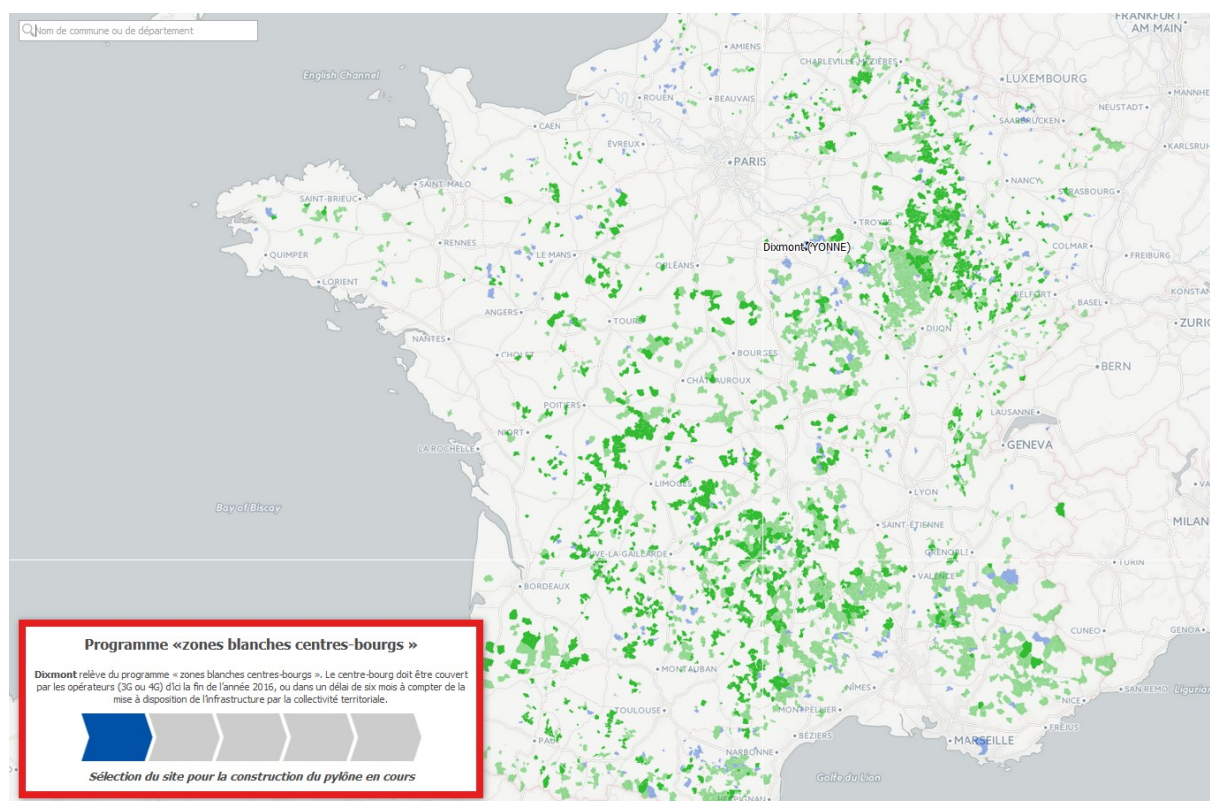 Nom de commune ou de département
FRANKFURT
AM MAIN
AMIENS
CHARLEVILLE-MÉZIÈRES
English Channel
LUXEMBOURG
ROUEN
BEAUVAIS
NEUSTADT
SAARBRÜCKEN
CAEN
ÉVREUX
PARIS
NANCY
STRASBOURG
SAINT-MALO
SAINT-BRIEUC
TROYES
Dixmont (YONNE)
COLMAR
RENNES
QUIMPER
LE MANS
FREIBURG
ORLÉANS
LORIENT
BELFORT
BASEL
ANGERS
TOURS
DIJON
NANTES
CHOLET
BOURGES
BERN
CHÂTEAUROUX
POITIERS
LAUSANNE
NIORT
LA ROCHELLE
GENEVA
LIMOGES
LYON
Bay of Biscay
MILAN
SAINT-ÉTIENNE
GRENOBLE
TURIN
VALENCE
BORDEAUX
CUNEO
GENOA
MONTAUBAN
NÎMES
SAN REMO
NICE
TOULOUSE
MONTPELLIER
FRÉJUS
PAU
BÉZIERS
MARSEILLE
NARBONNE
Golfe du Lion
PERPIGNAN
Programme «zones blanches centres-bourgs »
Dixmont relève du programme « zones blanches centres-bourgs ». Le centre-bourg doit être couvert
par les opérateurs (3G ou 4G) d'ici la fin de l'année 2016, ou dans un délai de six mois à compter de la
mise à disposition de l'infrastructure par la collectivité territoriale.
Sélection du site pour la construction du pylône en cours